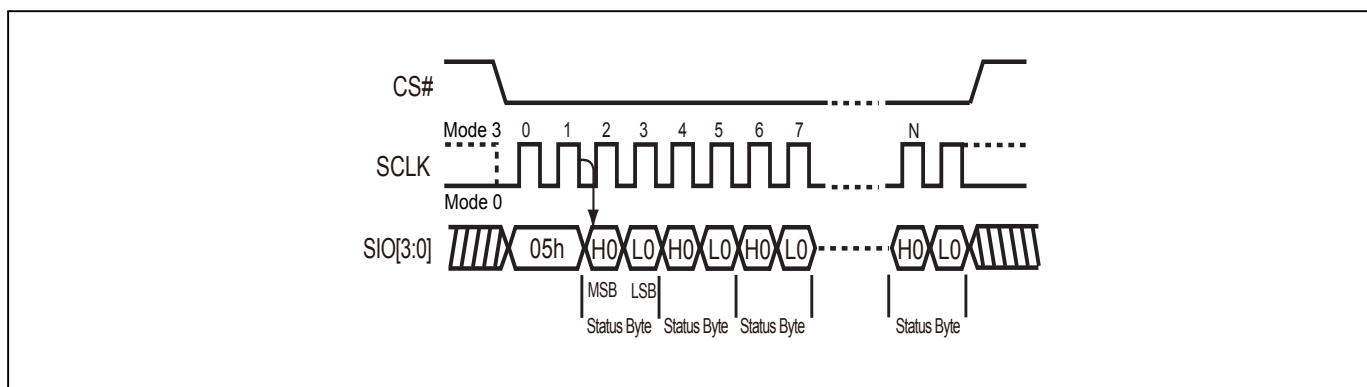 CS#
Mode 3 0 1 2 3 4 5 6 7 N
SCLK
Mode 0
SIO[3:0] 05h H0 L0 H0 L0 H0 L0 H0 L0
MSB LSB
Status Byte Status Byte Status Byte Status Byte